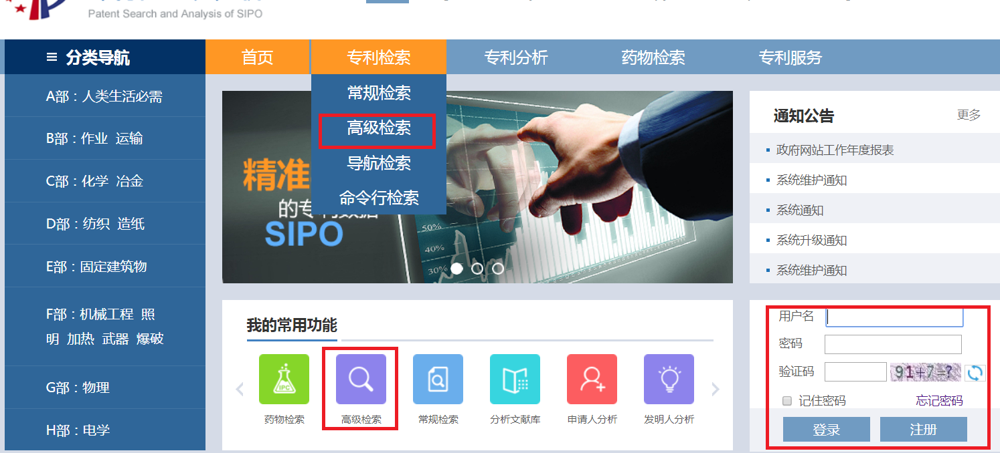 Patent Search and Analysis of SIPO
分类导航
首页
专利检索
专利分析
药物检索
专利服务
A部：人类生活必需
B部：作业 运输
C部：化学 冶金
D部：纺织 造纸
E部：固定建筑物
F部：机械工程 照
明 加热 武器 爆破
G部：物理
H部：电学
常规检索
高级检索
导航检索
命令行检索
精准
的专利数据
SIPO
50%
40%
30%
通知公告
更多
政府网站工作年度报表
系统维护通知
系统通知
系统升级通知
系统维护通知
我的常用功能
IPC
药物检索
高级检索
常规检索
分析文献库
申请人分析
发明人分析
用户名
密码
验证码
91+7=?
记住密码
忘记密码
登录
注册